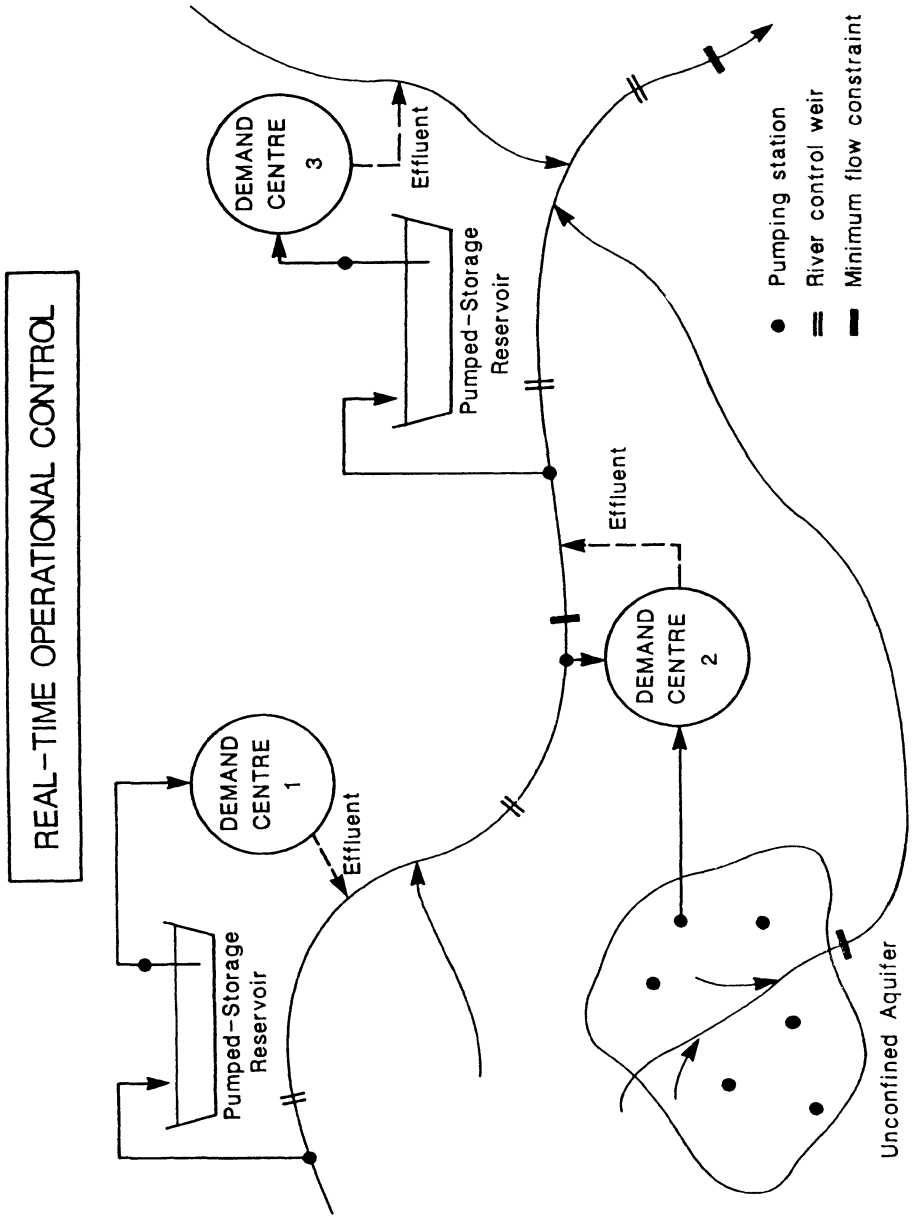 REAL-TIME OPERATIONAL CONTROL
Pumped-Storage
Reservoir
DEMAND
CENTRE
1
Effluent
Unconfined Aquifer
DEMAND
CENTRE
2
Effluent
Pumped-Storage
Reservoir
DEMAND
CENTRE
3
Effluent
Pumping station
River control weir
Minimum flow constraint